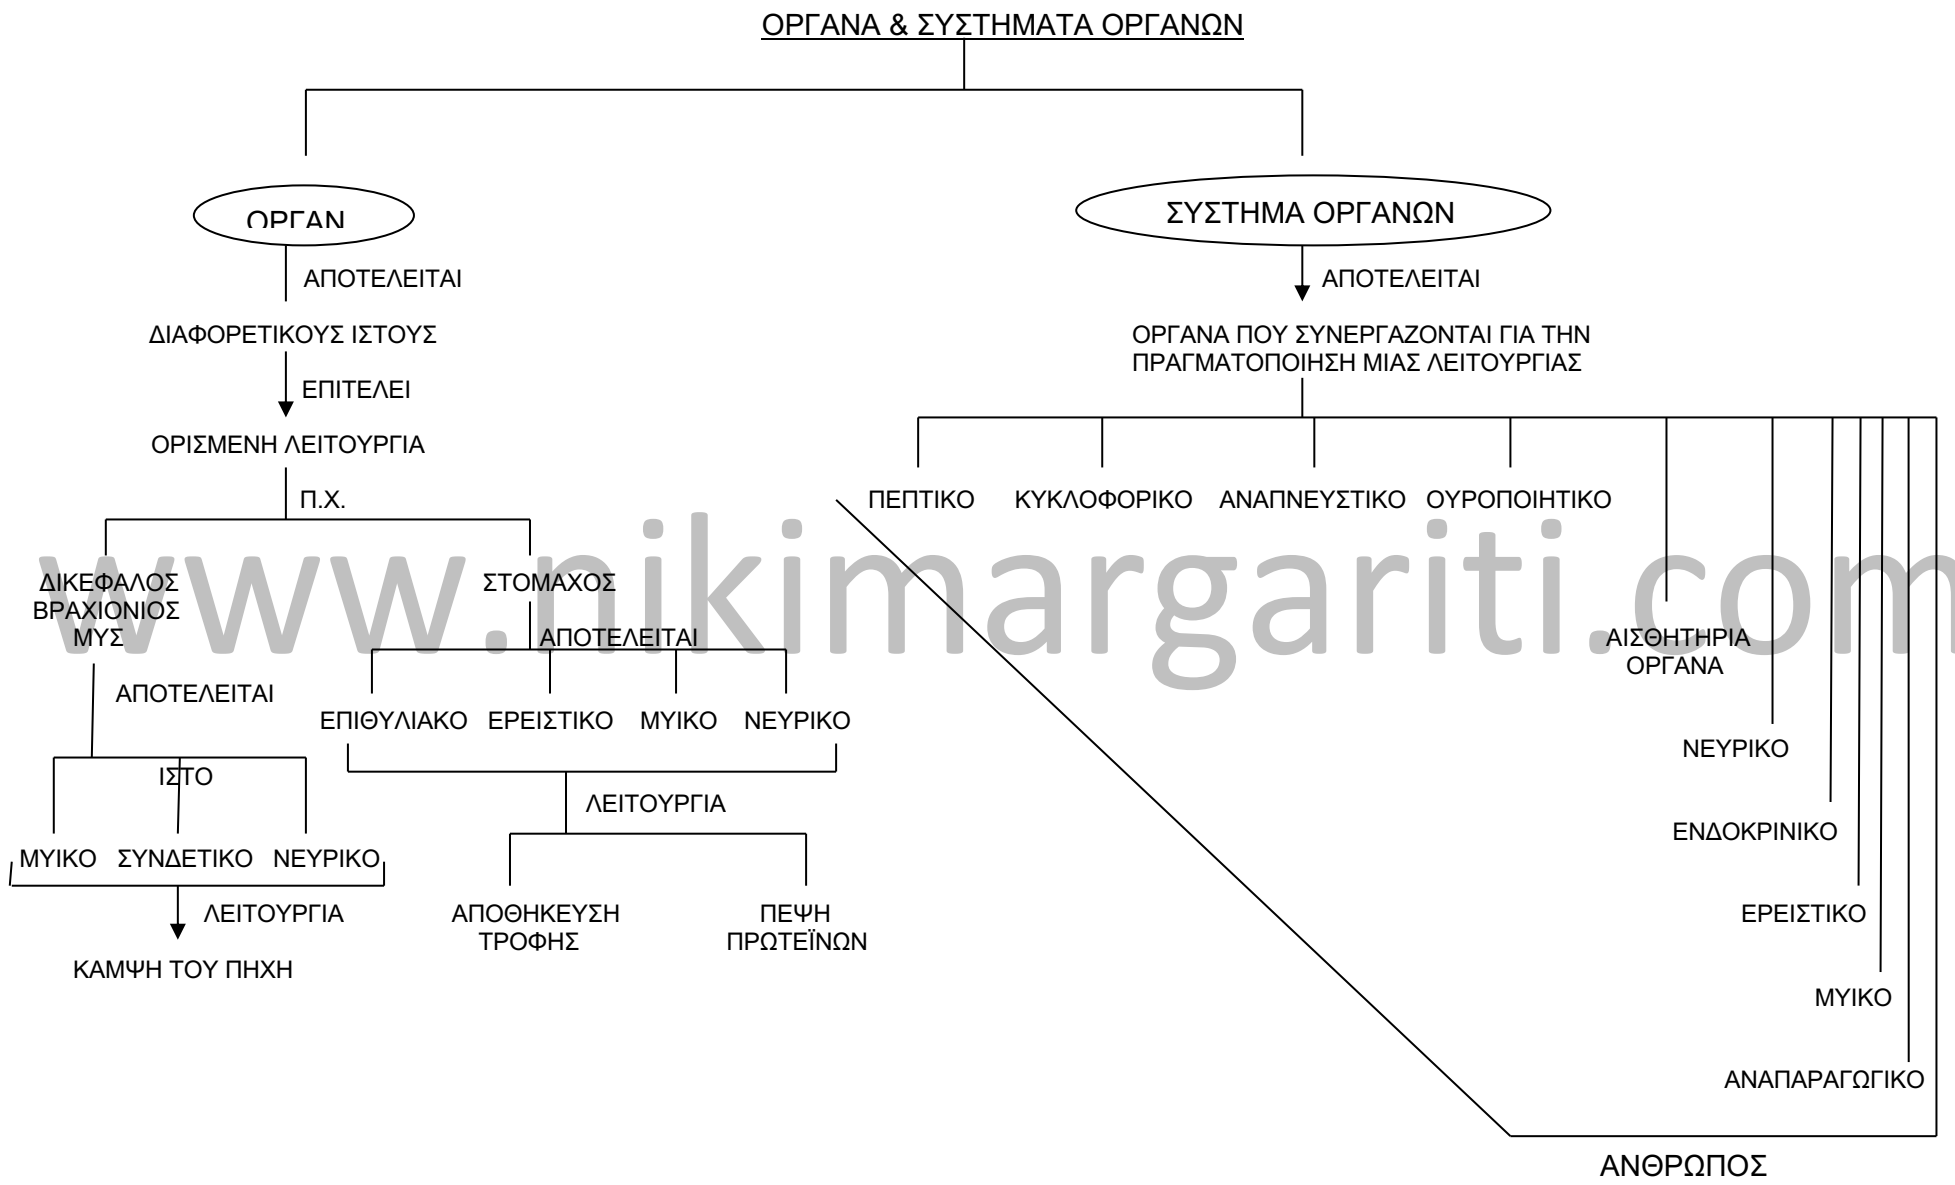 ΟΡΓΑΝΑ & ΣΥΣΤΗΜΑΤΑ ΟΡΓΑΝΩΝ
ΟΡΓΑΝ
ΑΠΟΤΕΛΕΙΤΑΙ
ΔΙΑΦΟΡΕΤΙΚΟΥΣ ΙΣΤΟΥΣ
ΕΠΙΤΕΛΕΙ
ΟΡΙΣΜΕΝΗ ΛΕΙΤΟΥΡΓΙΑ
Π.Χ.
ΔΙΚΕΦΑΛΟΣ
ΒΡΑΧΙΟΝΙΟΣ
ΜΥΣ
ΑΠΟΤΕΛΕΙΤΑΙ
ΙΣΤΟ
ΜΥΙΚΟ ΣΥΝΔΕΤΙΚΟ ΝΕΥΡΙΚΟ
ΛΕΙΤΟΥΡΓΙΑ
ΚΑΜΨΗ ΤΟΥ ΠΗΧΗ
ΣΤΟΜΑΧΟΣ
ΑΠΟΤΕΛΕΙΤΑΙ
ΕΠΙΘΥΛΙΑΚΟ ΕΡΕΙΣΤΙΚΟ ΜΥΙΚΟ ΝΕΥΡΙΚΟ
ΛΕΙΤΟΥΡΓΙΑ
ΑΠΟΘΗΚΕΥΣΗ
ΤΡΟΦΗΣ
ΠΕΨΗ
ΠΡΩΤΕΪΝΩΝ
ΣΥΣΤΗΜΑ ΟΡΓΑΝΩΝ
ΑΠΟΤΕΛΕΙΤΑΙ
ΟΡΓΑΝΑ ΠΟΥ ΣΥΝΕΡΓΑΖΟΝΤΑΙ ΓΙΑ ΤΗΝ
ΠΡΑΓΜΑΤΟΠΟΙΗΣΗ ΜΙΑΣ ΛΕΙΤΟΥΡΓΙΑΣ
ΠΕΠΤΙΚΟ ΚΥΚΛΟΦΟΡΙΚΟ ΑΝΑΠΝΕΥΣΤΙΚΟ ΟΥΡΟΠΟΙΗΤΙΚΟ
ΑΙΣΘΗΤΗΡΙΑ
ΟΡΓΑΝΑ
ΝΕΥΡΙΚΟ
ΕΝΔΟΚΡΙΝΙΚΟ
ΕΡΕΙΣΤΙΚΟ
ΜΥΙΚΟ
ΑΝΑΠΑΡΑΓΩΓΙΚΟ
ΑΝΘΡΩΠΟΣ
www.nikimargariti.com